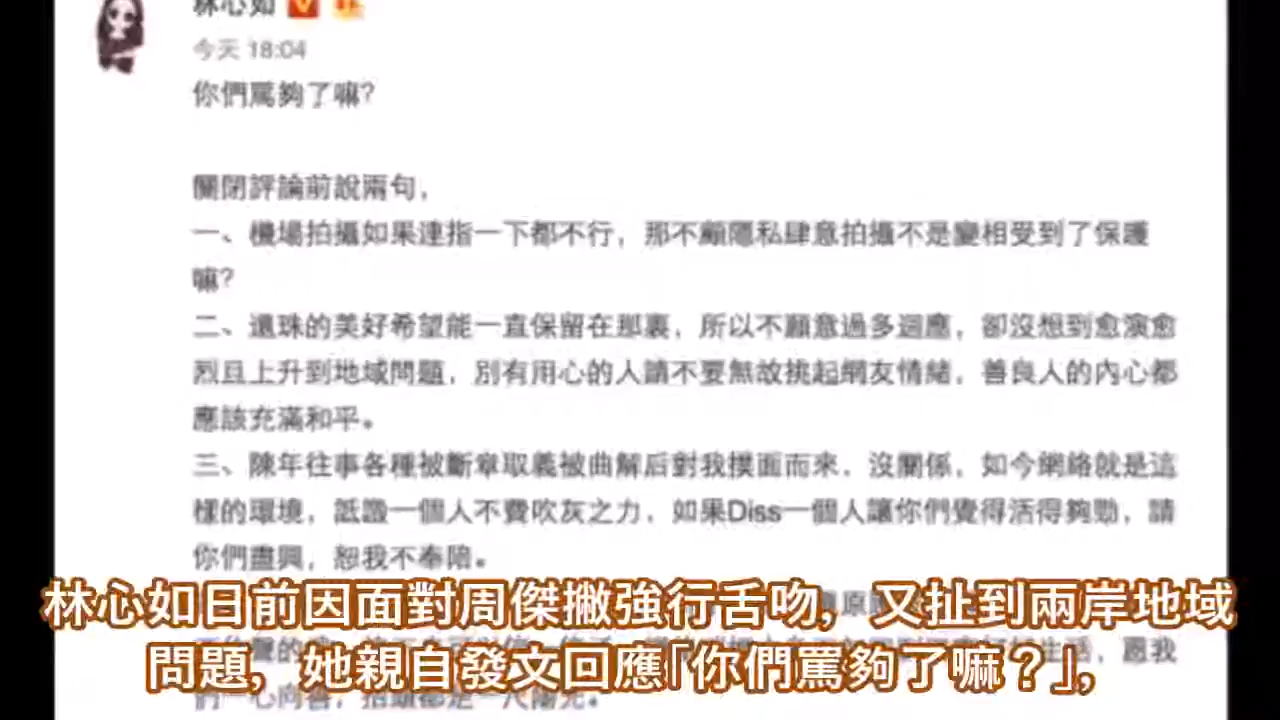 林心如
今天 18:04
你們罵夠了嘛?
關閉評論前說兩句,
一、機場拍攝如果連指一下都不行，那不顧隱私肆意拍攝不是變相受到了保護
嘛?
二、還珠的美好希望能一直保留在那裏，所以不願意過多迴應，卻沒想到愈演愈
烈且上升到地域問題，別有用心的人請不要無故挑起網友情緒，善良人的內心都
應該充滿和平。
三、陳年往事各種被斷章取義被曲解后對我撲面而來，沒關係，如今網絡就是這
樣的環境，詆譭一個人不費吹灰之力，如果Diss一個人讓你們覺得活得夠勁，請
你們盡興，恕我不奉陪。
林心如日前因面對周傑撇強行舌吻，又扯到兩岸地域
問題，她親自發文回應「你們罵夠了嘛？」，